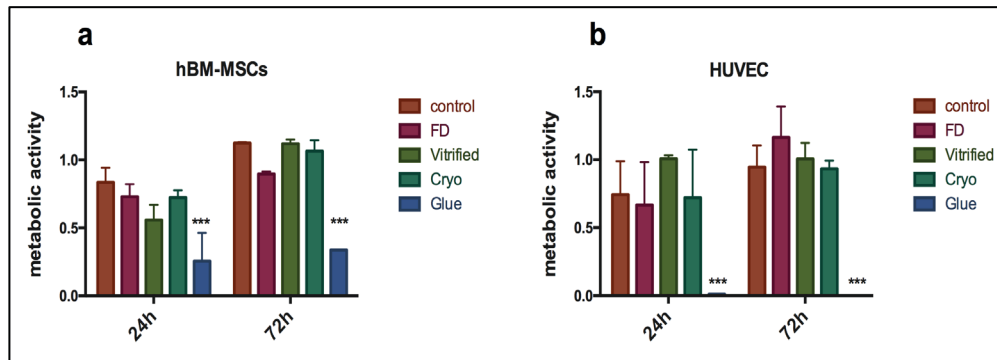 a
hBM-MSCs
metabolic activity
1.5
1.0
0.5
0.0
***
***
24h
72h
control
FD
Vitrified
Cryo
Glue
b
HUVEC
metabolic activity
1.5
1.0
0.5
0.0
***
***
24h
72h
control
FD
Vitrified
Cryo
Glue